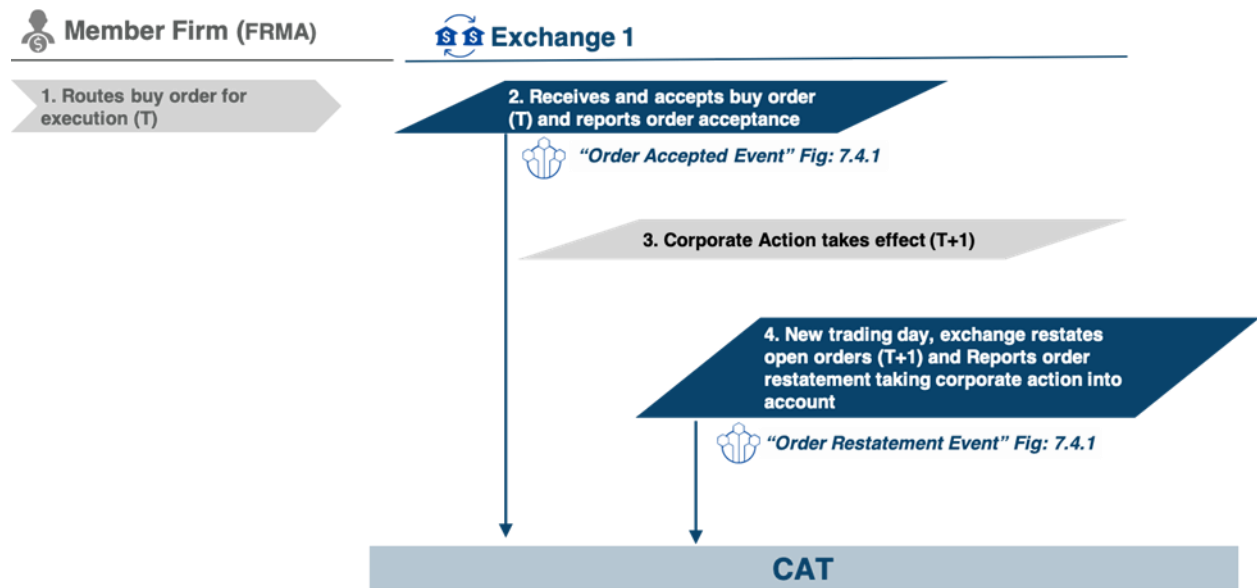 Member Firm (FRMA)
Exchange 1
1. Routes buy order for
execution (T)
2. Receives and accepts buy order
(T) and reports order acceptance
“Order Accepted Event” Fig: 7.4.1
3. Corporate Action takes effect (T+1)
4. New trading day, exchange restates
open orders (T+1) and Reports order
restatement taking corporate action into
account
“Order Restatement Event” Fig: 7.4.1
CAT